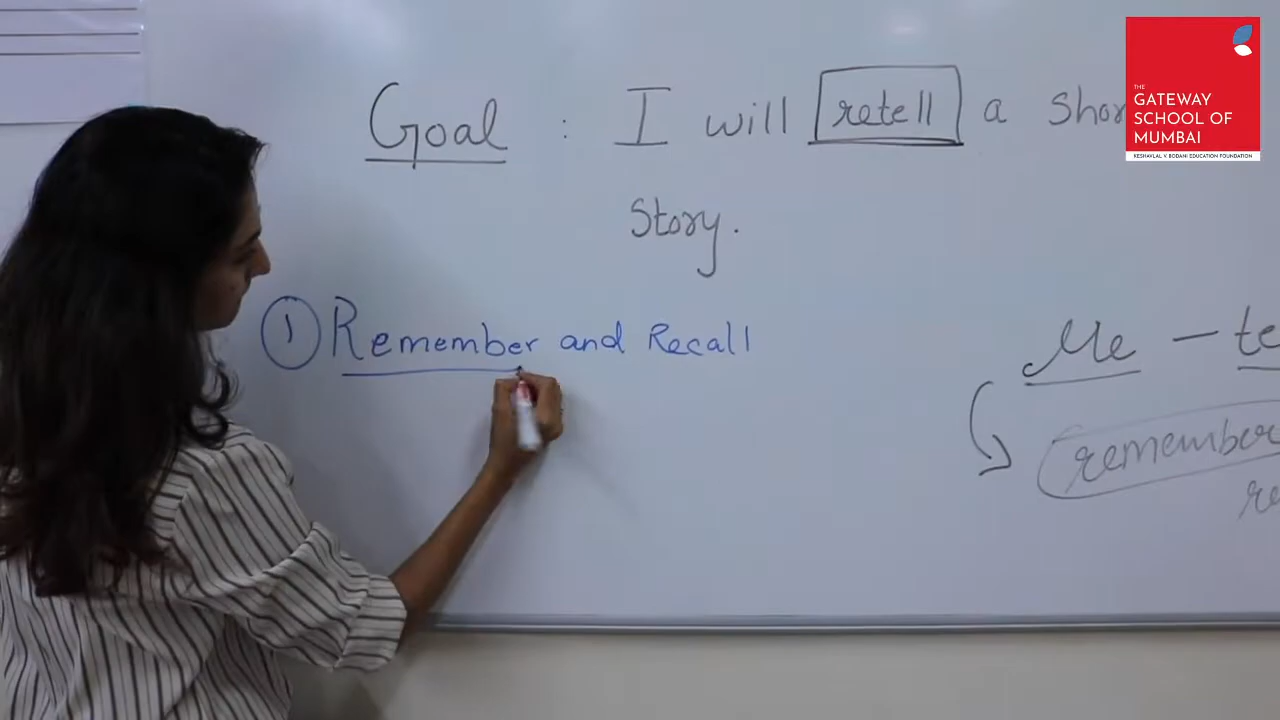 Goal : I will retell a Shor
Story.
1 Remember and Recall
Me - te
remember
re
THE
GATEWAY
SCHOOL OF
MUMBAI
KESHAVLAL V. BODANI EDUCATION FOUNDATION